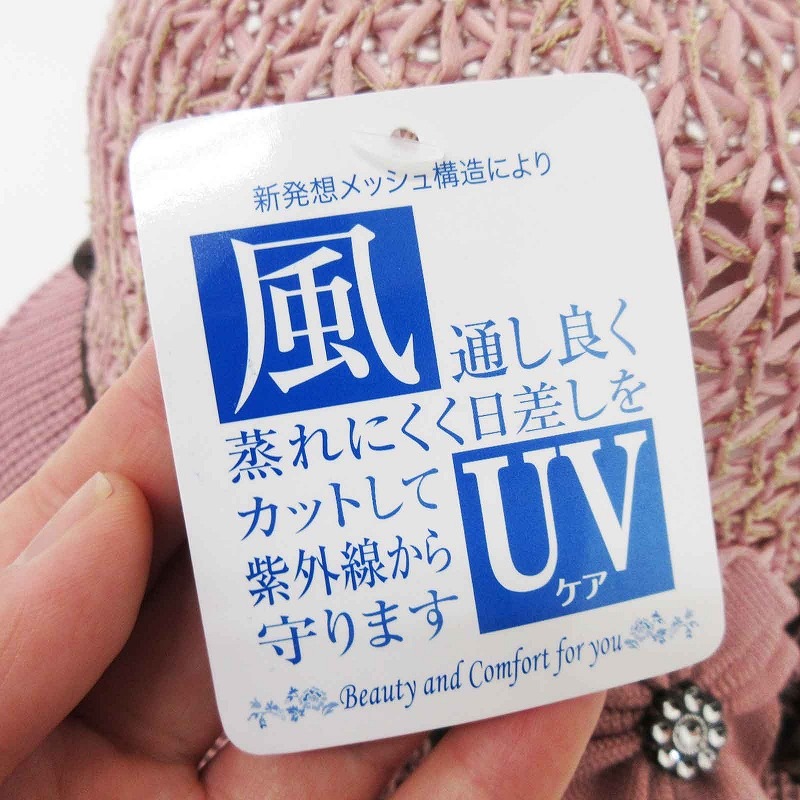 新発想メッシュ構造により
風通し良く
蒸れにくく日差しを
カットして
紫外線から
守ります
UV
ケア
Beauty and Comfort for you